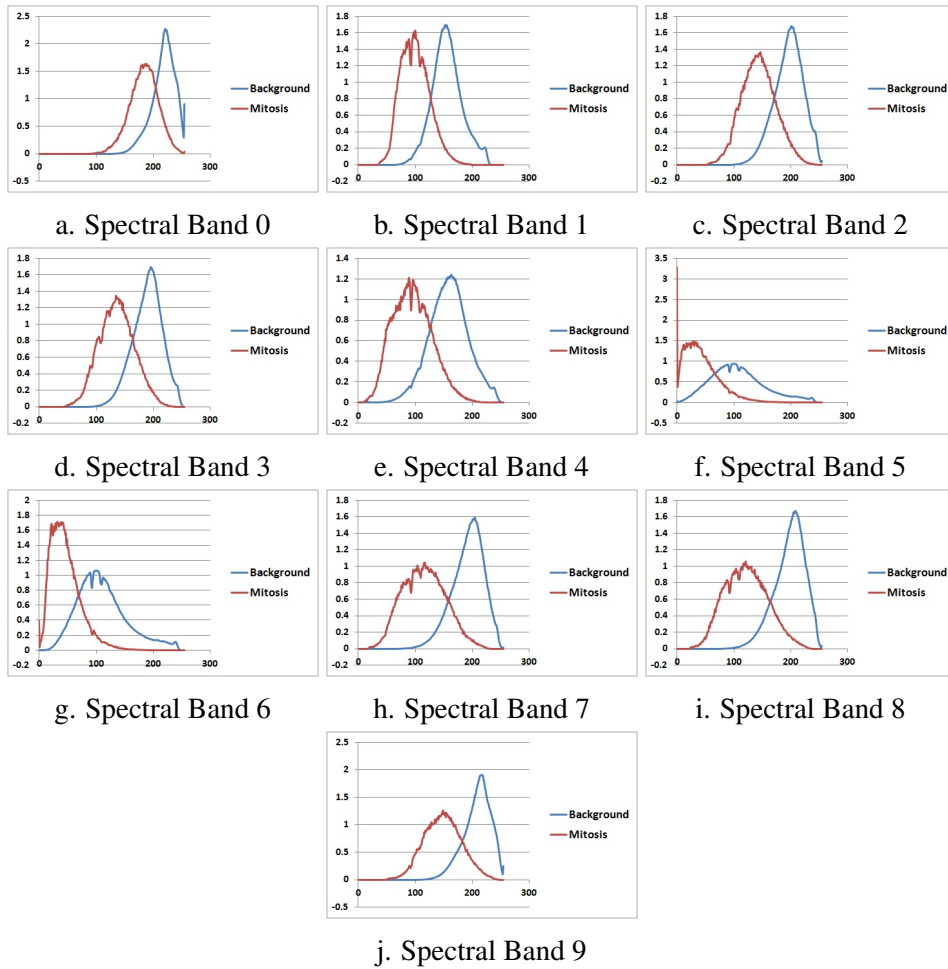 2.5
2
1.5
1
0.5
0
-0.5
0 100 200 300
Background
Mitosis
1.8
1.6
1.4
1.2
1
0.8
0.6
0.4
0.2
0
-0.2
0 100 200 300
Background
Mitosis
1.8
1.6
1.4
1.2
1
0.8
0.6
0.4
0.2
0
-0.2
0 100 200 300
Background
Mitosis
a. Spectral Band 0
b. Spectral Band 1
c. Spectral Band 2
1.8
1.6
1.4
1.2
1
0.8
0.6
0.4
0.2
0
-0.2
0 100 200 300
Background
Mitosis
1.4
1.2
1
0.8
0.6
0.4
0.2
0
-0.2
0 100 200 300
Background
Mitosis
3.5
3
2.5
2
1.5
1
0.5
0
-0.5
0 100 200 300
Background
Mitosis
d. Spectral Band 3
e. Spectral Band 4
f. Spectral Band 5
2
1.8
1.6
1.4
1.2
1
0.8
0.6
0.4
0.2
0
-0.2
0 100 200 300
Background
Mitosis
1.8
1.6
1.4
1.2
1
0.8
0.6
0.4
0.2
0
-0.2
0 100 200 300
Background
Mitosis
1.8
1.6
1.4
1.2
1
0.8
0.6
0.4
0.2
0
-0.2
0 100 200 300
Background
Mitosis
g. Spectral Band 6
h. Spectral Band 7
i. Spectral Band 8
2.5
2
1.5
1
0.5
0
-0.5
0 100 200 300
Background
Mitosis
j. Spectral Band 9